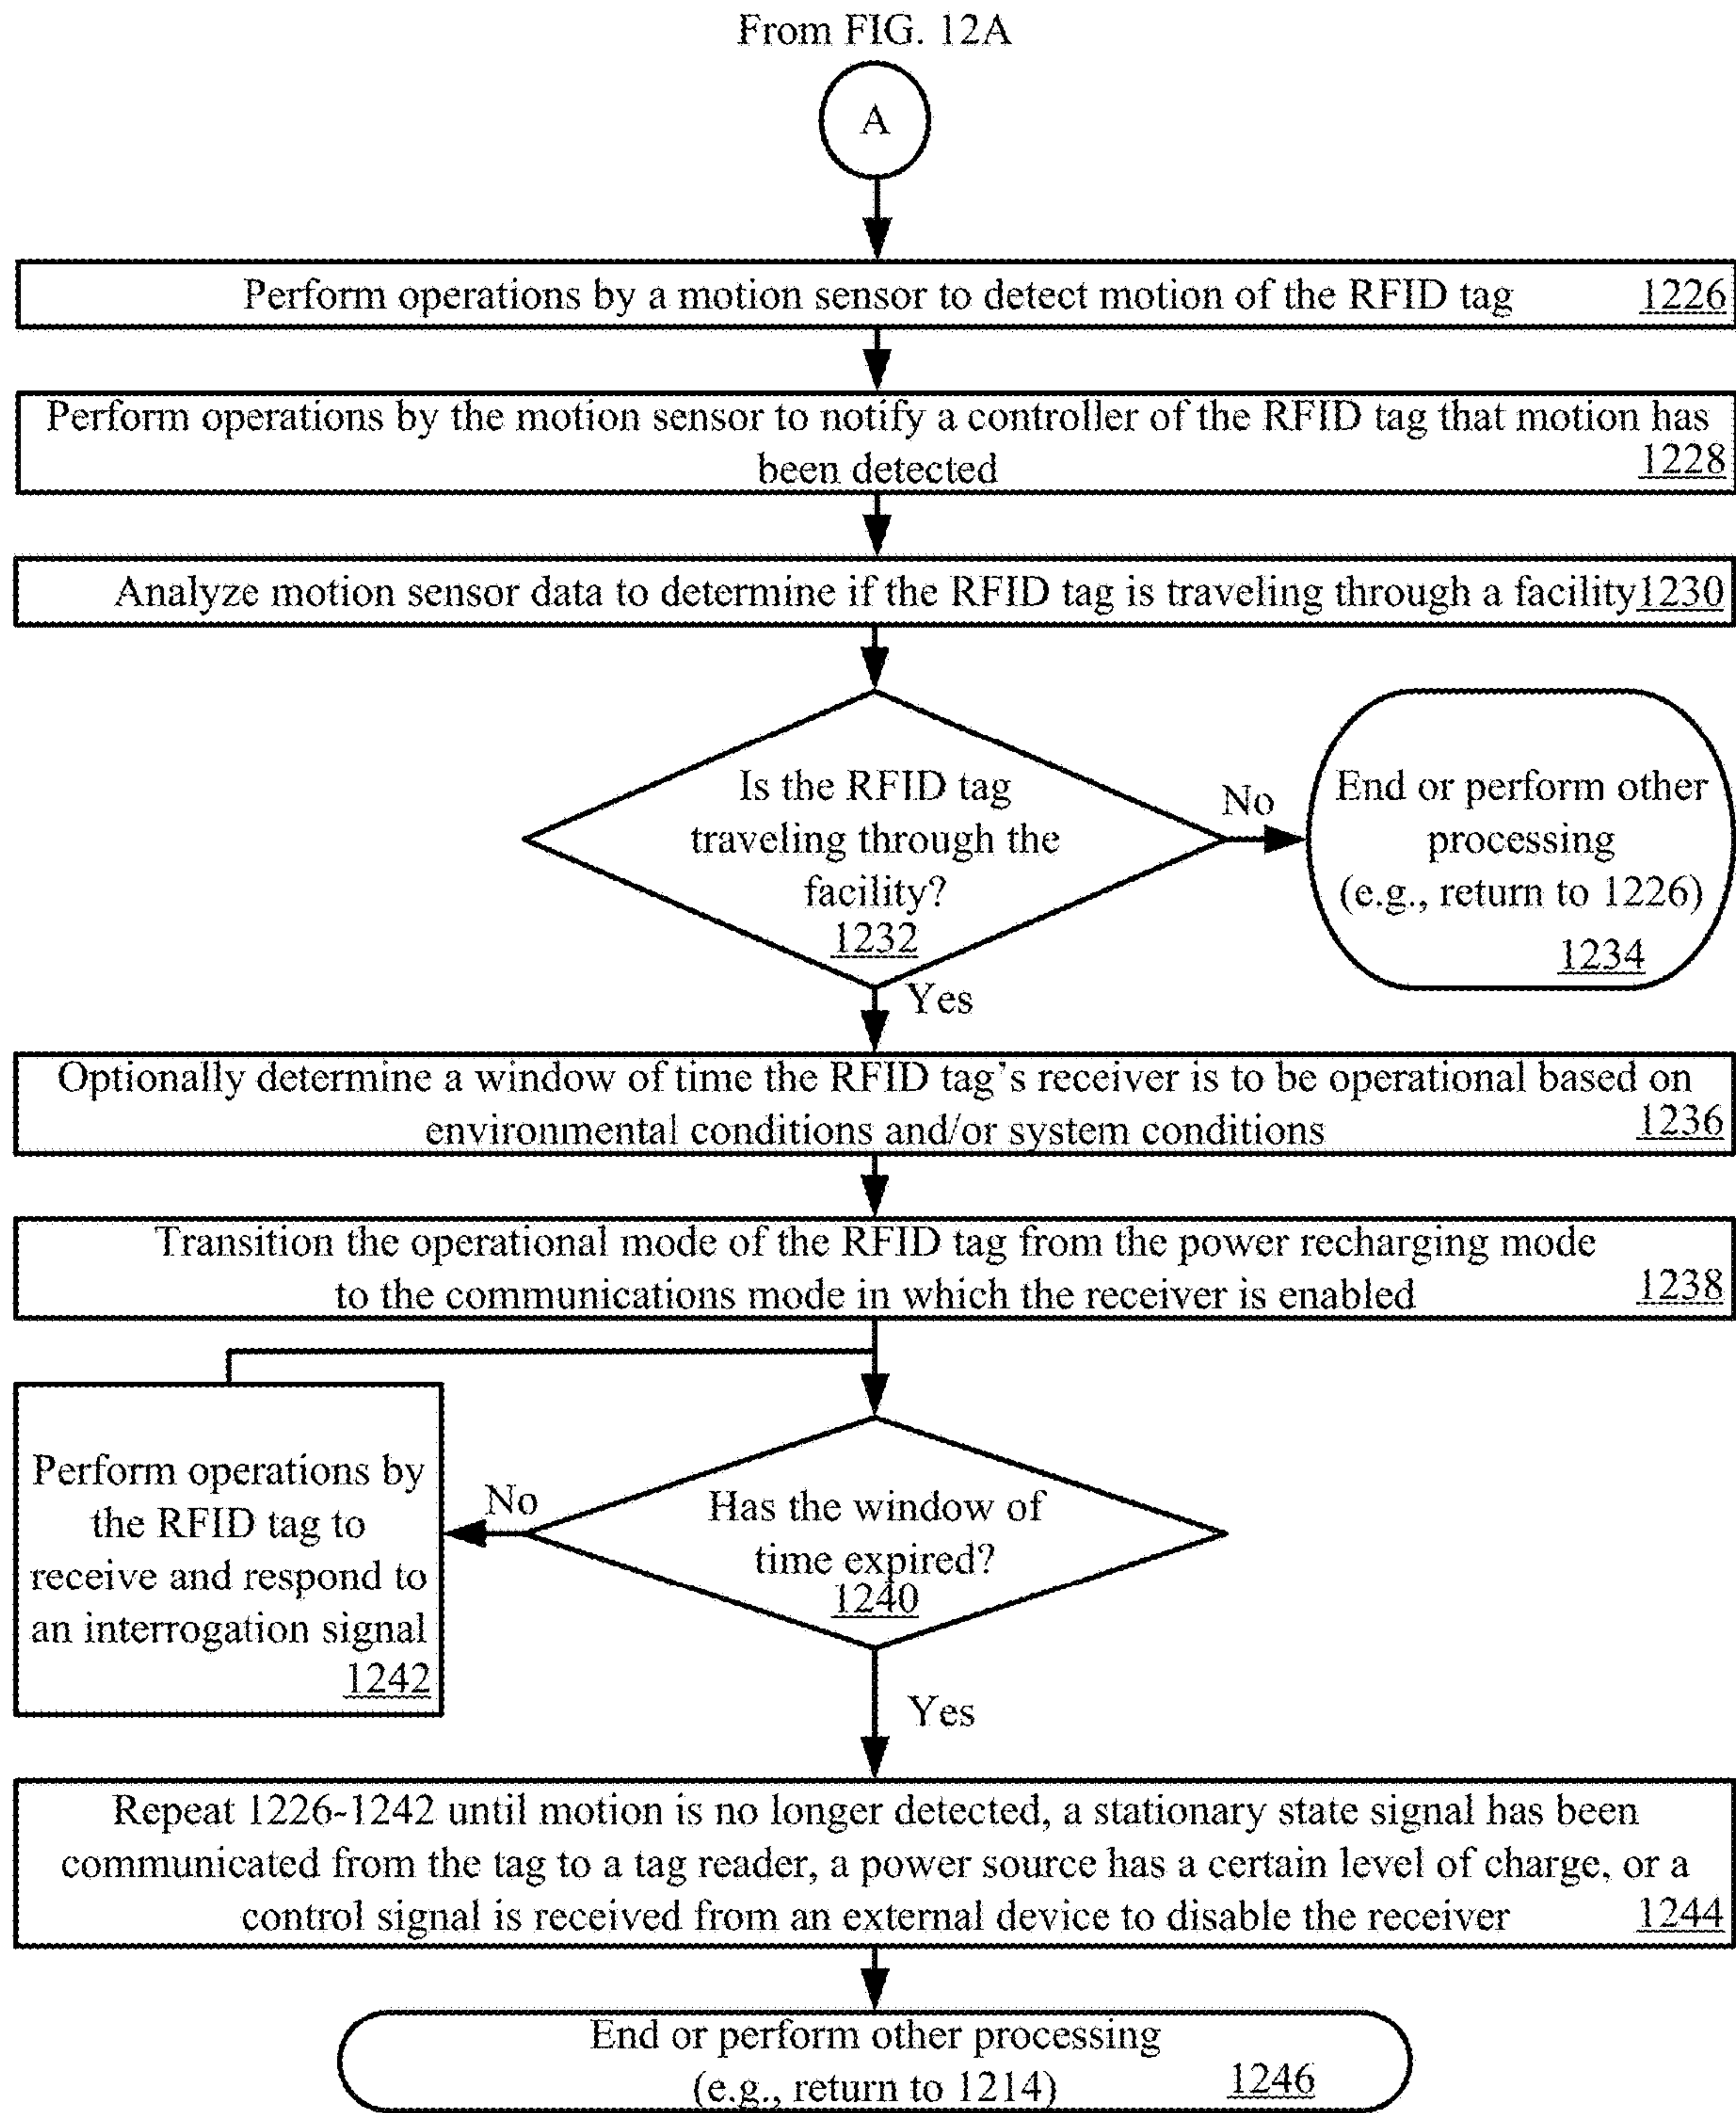 From FIG. 12A
A
Perform operations by a motion sensor to detect motion of the RFID tag 1226
Perform operations by the motion sensor to notify a controller of the RFID tag that motion has
been detected 1228
Analyze motion sensor data to determine if the RFID tag is traveling through a facility 1230
Is the RFID tag
traveling through the
facility?
1232
No
End or perform other
processing
(e.g., return to 1226)
1234
Yes
Optionally determine a window of time the RFID tag's receiver is to be operational based on
environmental conditions and/or system conditions 1236
Transition the operational mode of the RFID tag from the power recharging mode
to the communications mode in which the receiver is enabled 1238
Has the window of
time expired?
1240
No
Perform operations by
the RFID tag to
receive and respond to
an interrogation signal
1242
Yes
Repeat 1226-1242 until motion is no longer detected, a stationary state signal has been
communicated from the tag to a tag reader, a power source has a certain level of charge, or a
control signal is received from an external device to disable the receiver 1244
End or perform other processing
(e.g., return to 1214) 1246